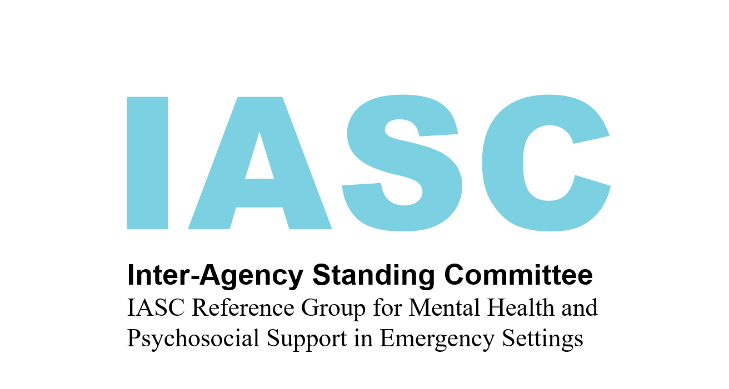 IASC
Inter-Agency Standing Committee
IASC Reference Group for Mental Health and
Psychosocial Support in Emergency Settings